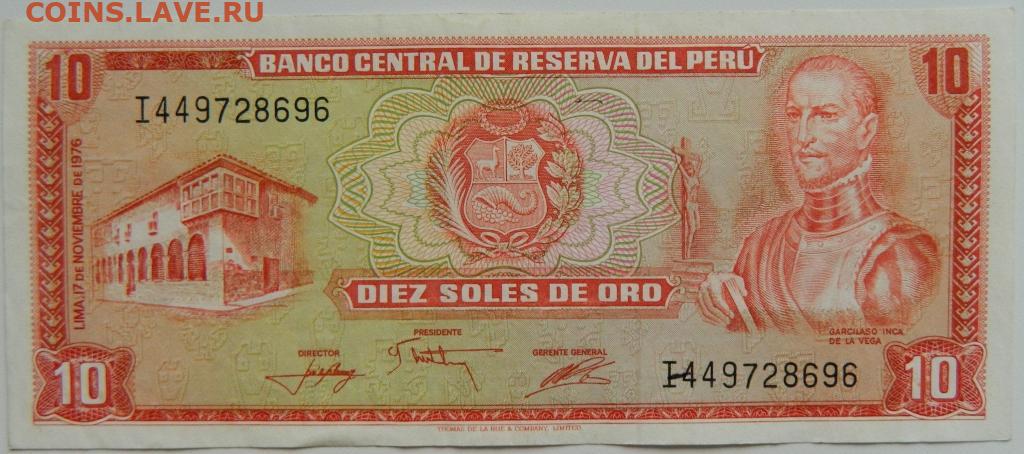 COINS.LAVE.RU
10
BANCO CENTRAL DE RESERVA DEL PERÚ
10
I449728696
LIMA, 17 DE NOVIEMBRE DE 1976
DIEZ SOLES DE ORO
GARCILASO INCA
DE LA VEGA
PRESIDENTE
DIRECTOR
GERENTE GENERAL
I449728696
10
10
THOMAS DE LA RUE & COMPANY, LIMITED.